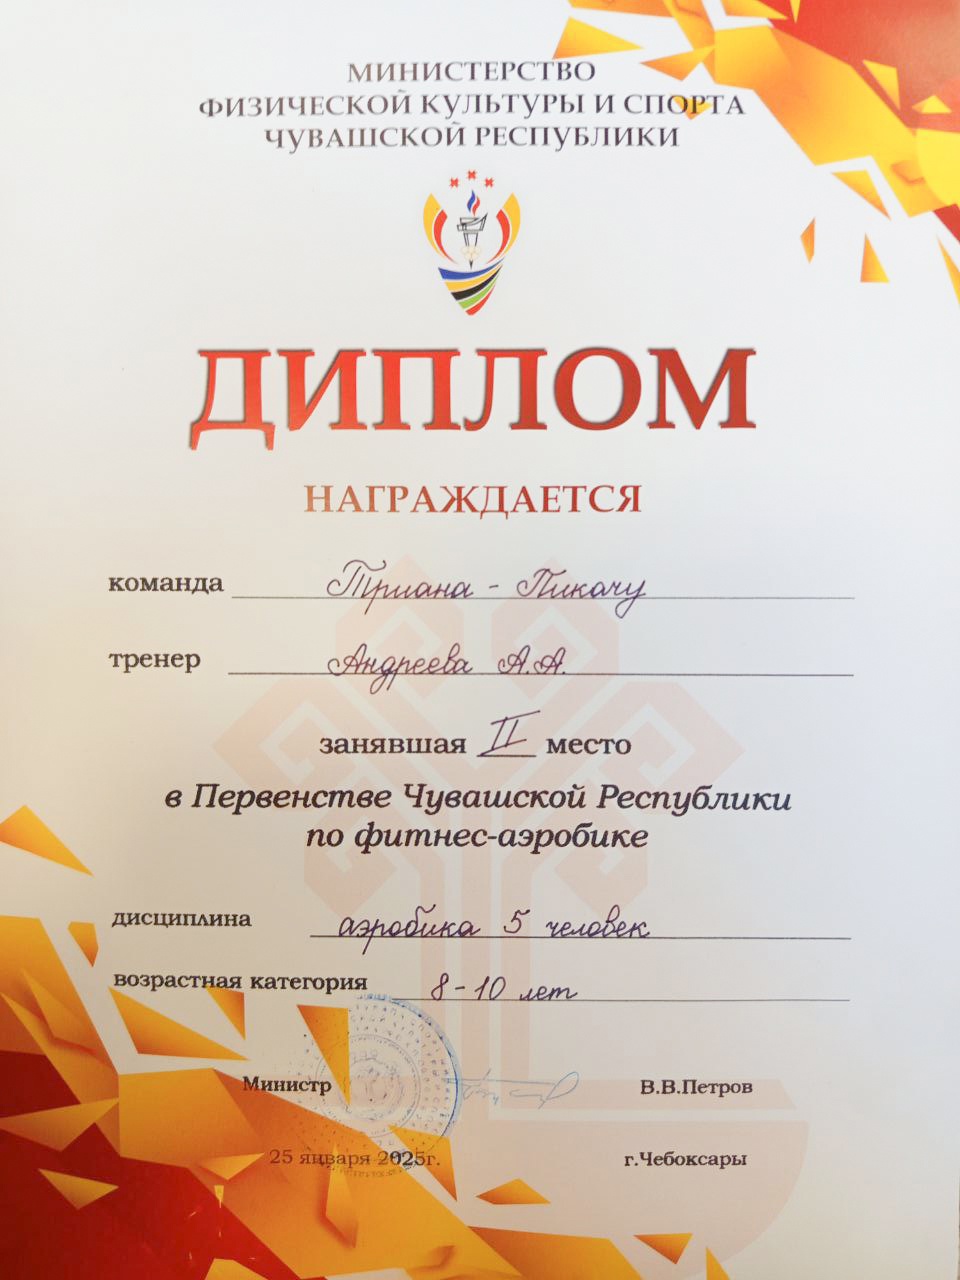 МИНИСТЕРСТВО
ФИЗИЧЕСКОЙ КУЛЬТУРЫ И СПОРТА
ЧУВАШСКОЙ РЕСПУБЛИКИ
ДИПЛОМ
НАГРАЖДАЕТСЯ
команда Триана - Пикачу
тренер Андреева А.А.
занявшая II место
в Первенстве Чувашской Республики
по фитнес-аэробике
дисциплина аэробика 5 человек
возрастная категория 8-10 лет
Министр В.В.Петров
25 января 2025г. г.Чебоксары